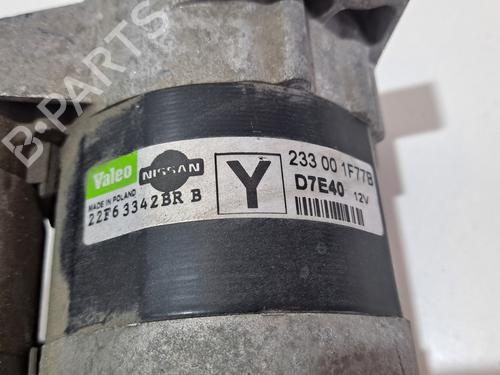 Valeo
NISSAN
MADE IN POLAND
22F6 3342BR B
Y
233 00 1F77B
D7E40 12V
B-PARTS